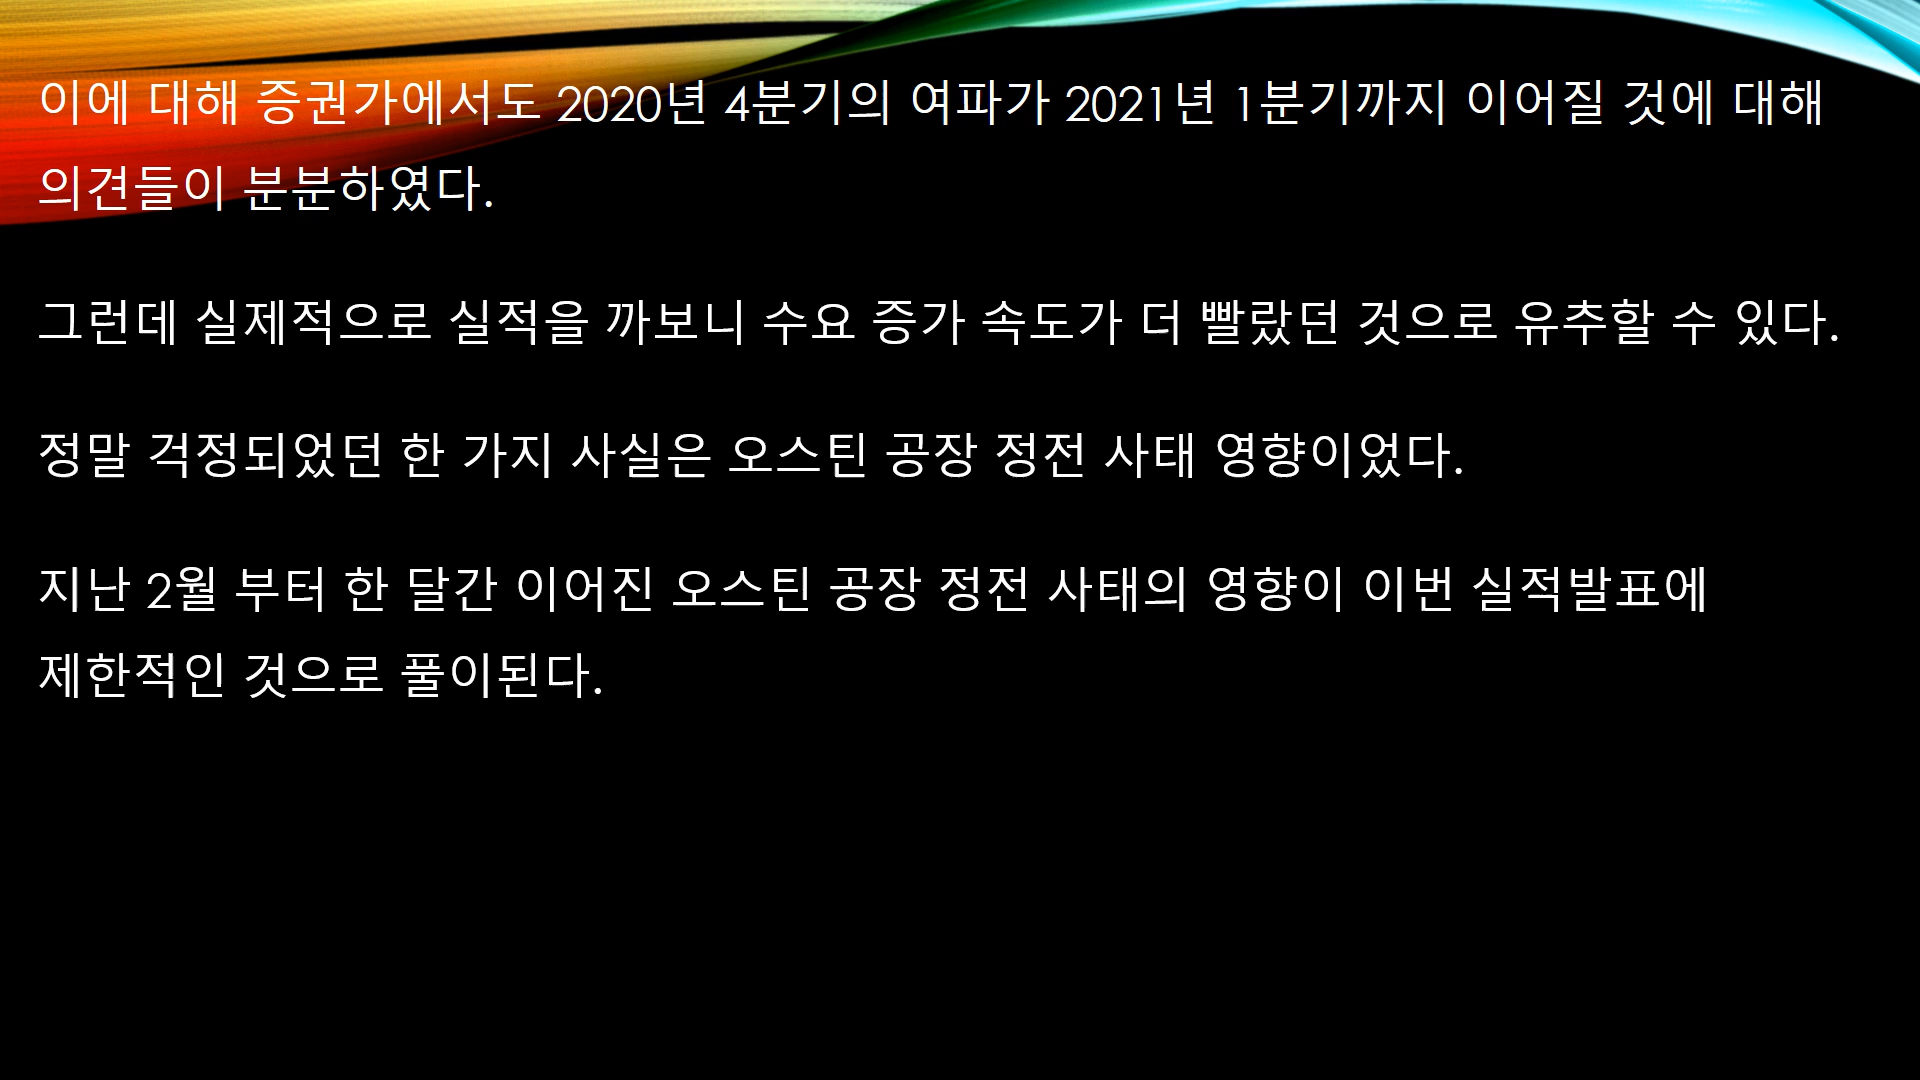 이에 대해 증권가에서도 2020년 4분기의 여파가 2021년 1분기까지 이어질 것에 대해
의견들이 분분하였다.
그런데 실제적으로 실적을 까보니 수요 증가 속도가 더 빨랐던 것으로 유추할 수 있다.
정말 걱정되었던 한 가지 사실은 오스틴 공장 정전 사태 영향이었다.
지난 2월 부터 한 달간 이어진 오스틴 공장 정전 사태의 영향이 이번 실적발표에
제한적인 것으로 풀이된다.